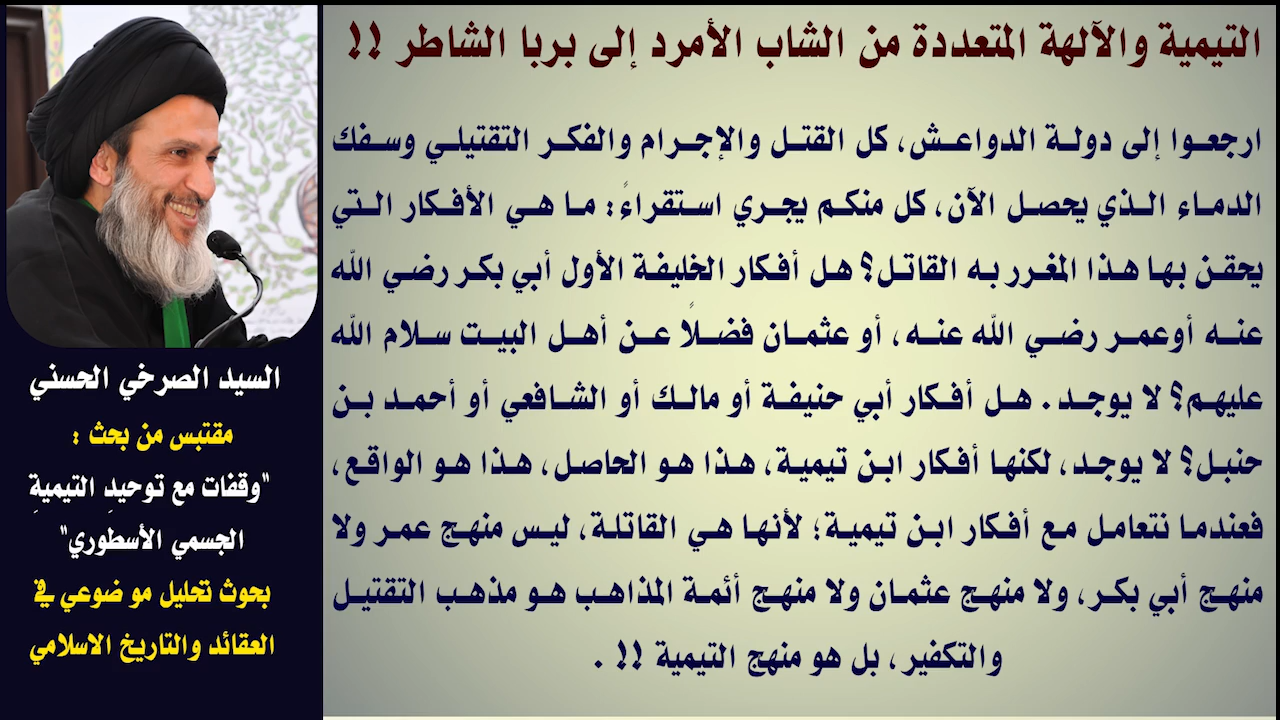 التيمية والآلهة المتعددة من الشاب الأمرد إلى بربا الشاطر !!
ارجعوا إلى دولة الدواعش، كل القتل والإجرام والفكر التقتيلي وسفك
الدماء الذي يحصل الآن، كل منكم يجري استقراءً: ما هي الأفكار التي
يحقن بها هذا المغرر به القاتل؟ هل أفكار الخليفة الأول أبي بكر رضي الله
عنه أوعمر رضي الله عنه، أو عثمان فضلاً عن أهل البيت سلام الله
عليهم؟ لا يوجد. هل أفكار أبي حنيفة أو مالك أو الشافعي أو أحمد بن
حنبل؟ لا يوجد، لكنها أفكار ابن تيمية، هذا هو الحاصل، هذا هو الواقع،
فعندما نتعامل مع أفكار ابن تيمية؛ لأنها هي القاتلة، ليس منهج عمر ولا
منهج أبي بكر، ولا منهج عثمان ولا منهج أئمة المذاهب هو مذهب التقتيل
والتكفير، بل هو منهج التيمية !! .
السيد الصرخي الحسني
مقتبس من بحث :
"وقفات مع توحيدِ التيميةِ
الجسمي الأسطوري"
بحوث تحليل مو ضوعي في
العقائد والتاريخ الاسلامي